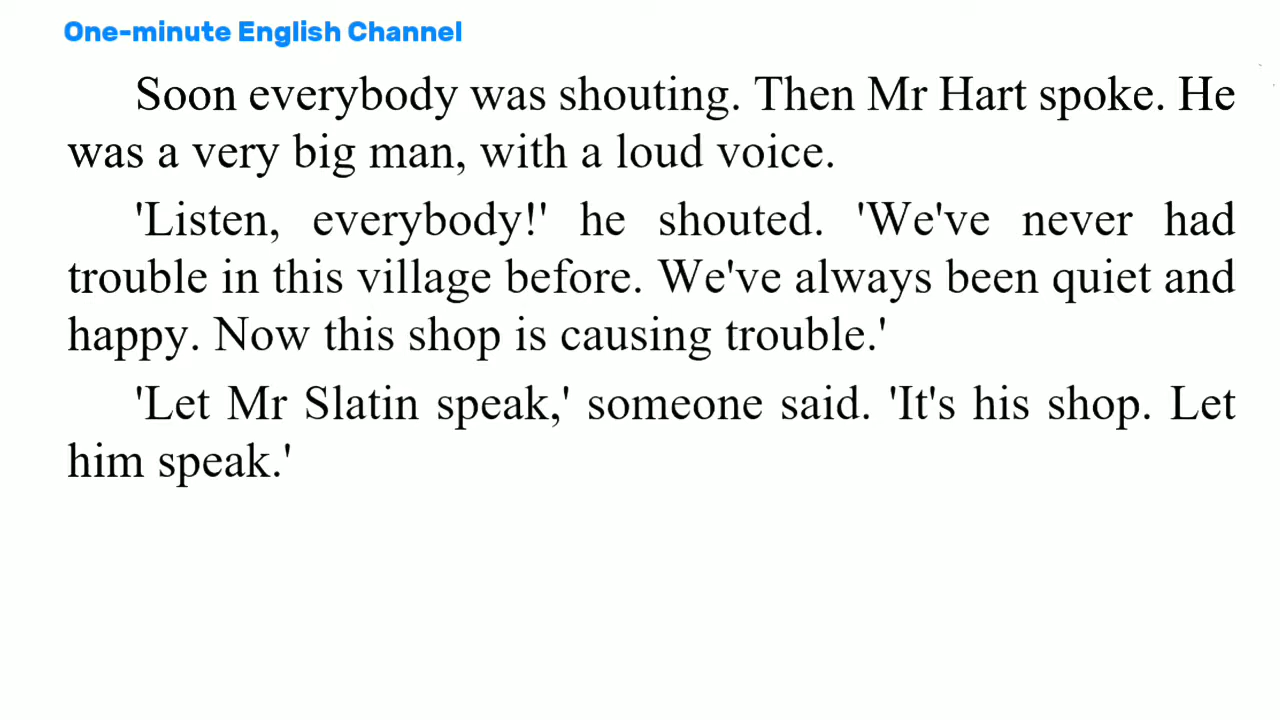 One-minute English Channel
Soon everybody was shouting. Then Mr Hart spoke. He
was a very big man, with a loud voice.
'Listen, everybody!' he shouted. 'We've never had
trouble in this village before. We've always been quiet and
happy. Now this shop is causing trouble.'
'Let Mr Slatin speak,' someone said. 'It's his shop. Let
him speak.'